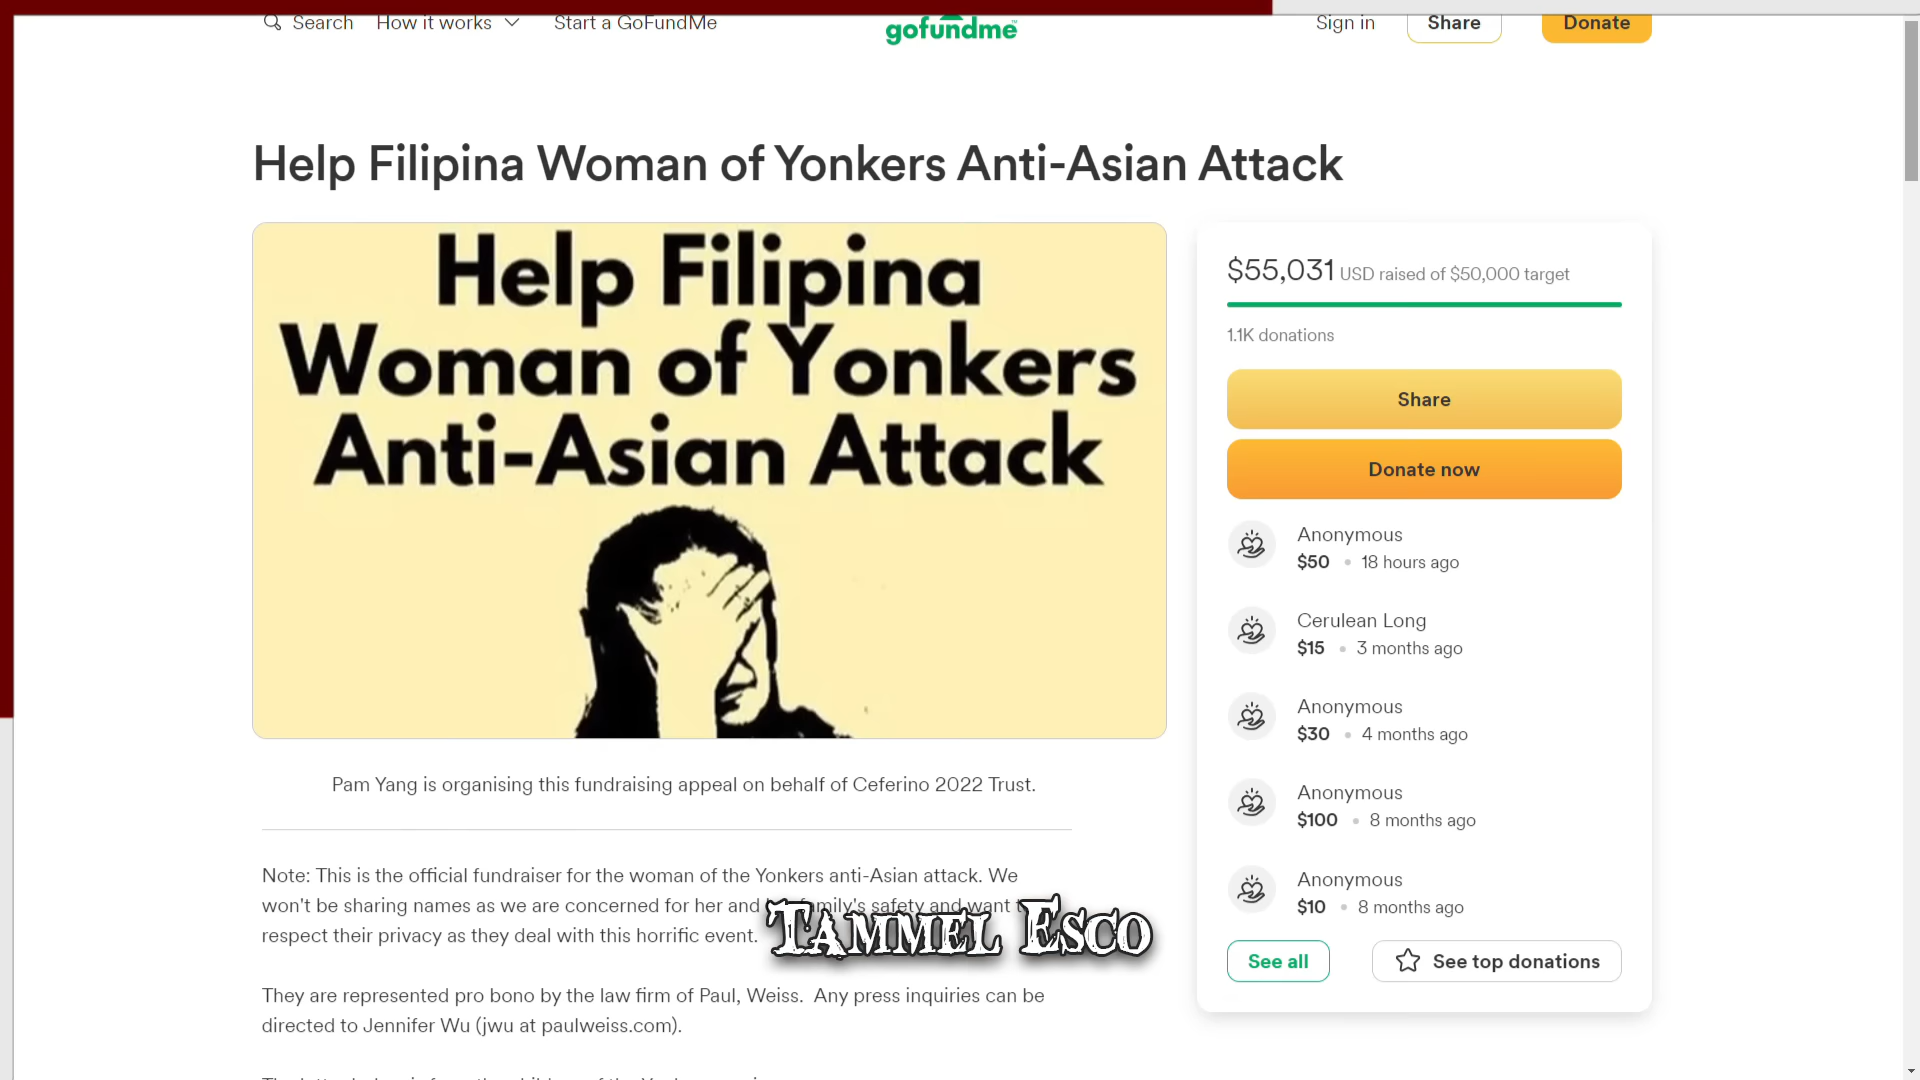 Search How it works Start a GoFundMe gofundme Sign in Share Donate
Help Filipina Woman of Yonkers Anti-Asian Attack
Help Filipina
Woman of Yonkers
Anti-Asian Attack
Pam Yang is organising this fundraising appeal on behalf of Ceferino 2022 Trust.
Note: This is the official fundraiser for the woman of the Yonkers anti-Asian attack. We
won't be sharing names as we are concerned for her and family's safety and want
respect their privacy as they deal with this horrific event.
Tammel Esco
They are represented pro bono by the law firm of Paul, Weiss. Any press inquiries can be
directed to Jennifer Wu (jwu at paulweiss.com).
$55,031 USD raised of $50,000 target
1.1K donations
Share
Donate now
Anonymous
$50 • 18 hours ago
Cerulean Long
$15 • 3 months ago
Anonymous
$30 • 4 months ago
Anonymous
$100 • 8 months ago
Anonymous
$10 • 8 months ago
See all See top donations